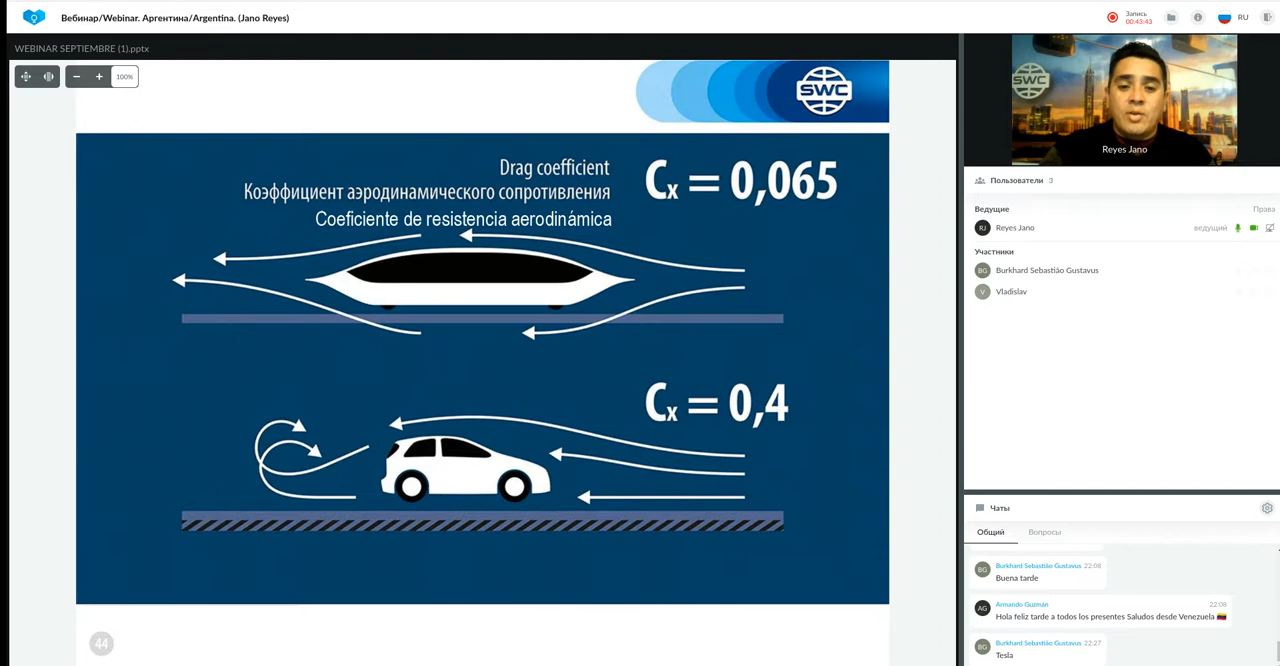 Вебинар/Webinar. Аргентина/Argentina. (Jano Reyes)
Запись
00:43:43
RU
WEBINAR SEPTIEMBRE (1).pptx
100%
SWC
Drag coefficient
Коэффициент аэродинамического сопротивления
Coeficiente de resistencia aerodinámica
Cx = 0,065
Cx = 0,4
44
SWC
Reyes Jano
Пользователи 3
Ведущие Права
RJ Reyes Jano ведущий
Участники
BG Burkhard Sebastião Gustavus
V Vladislav
Чаты
Общий Вопросы
BG Burkhard Sebastião Gustavus 22:08
Buena tarde
AG Armando Guzmán 22:08
Hola feliz tarde a todos los presentes Saludos desde Venezuela 🇻🇪
BG Burkhard Sebastião Gustavus 22:27
Tesla